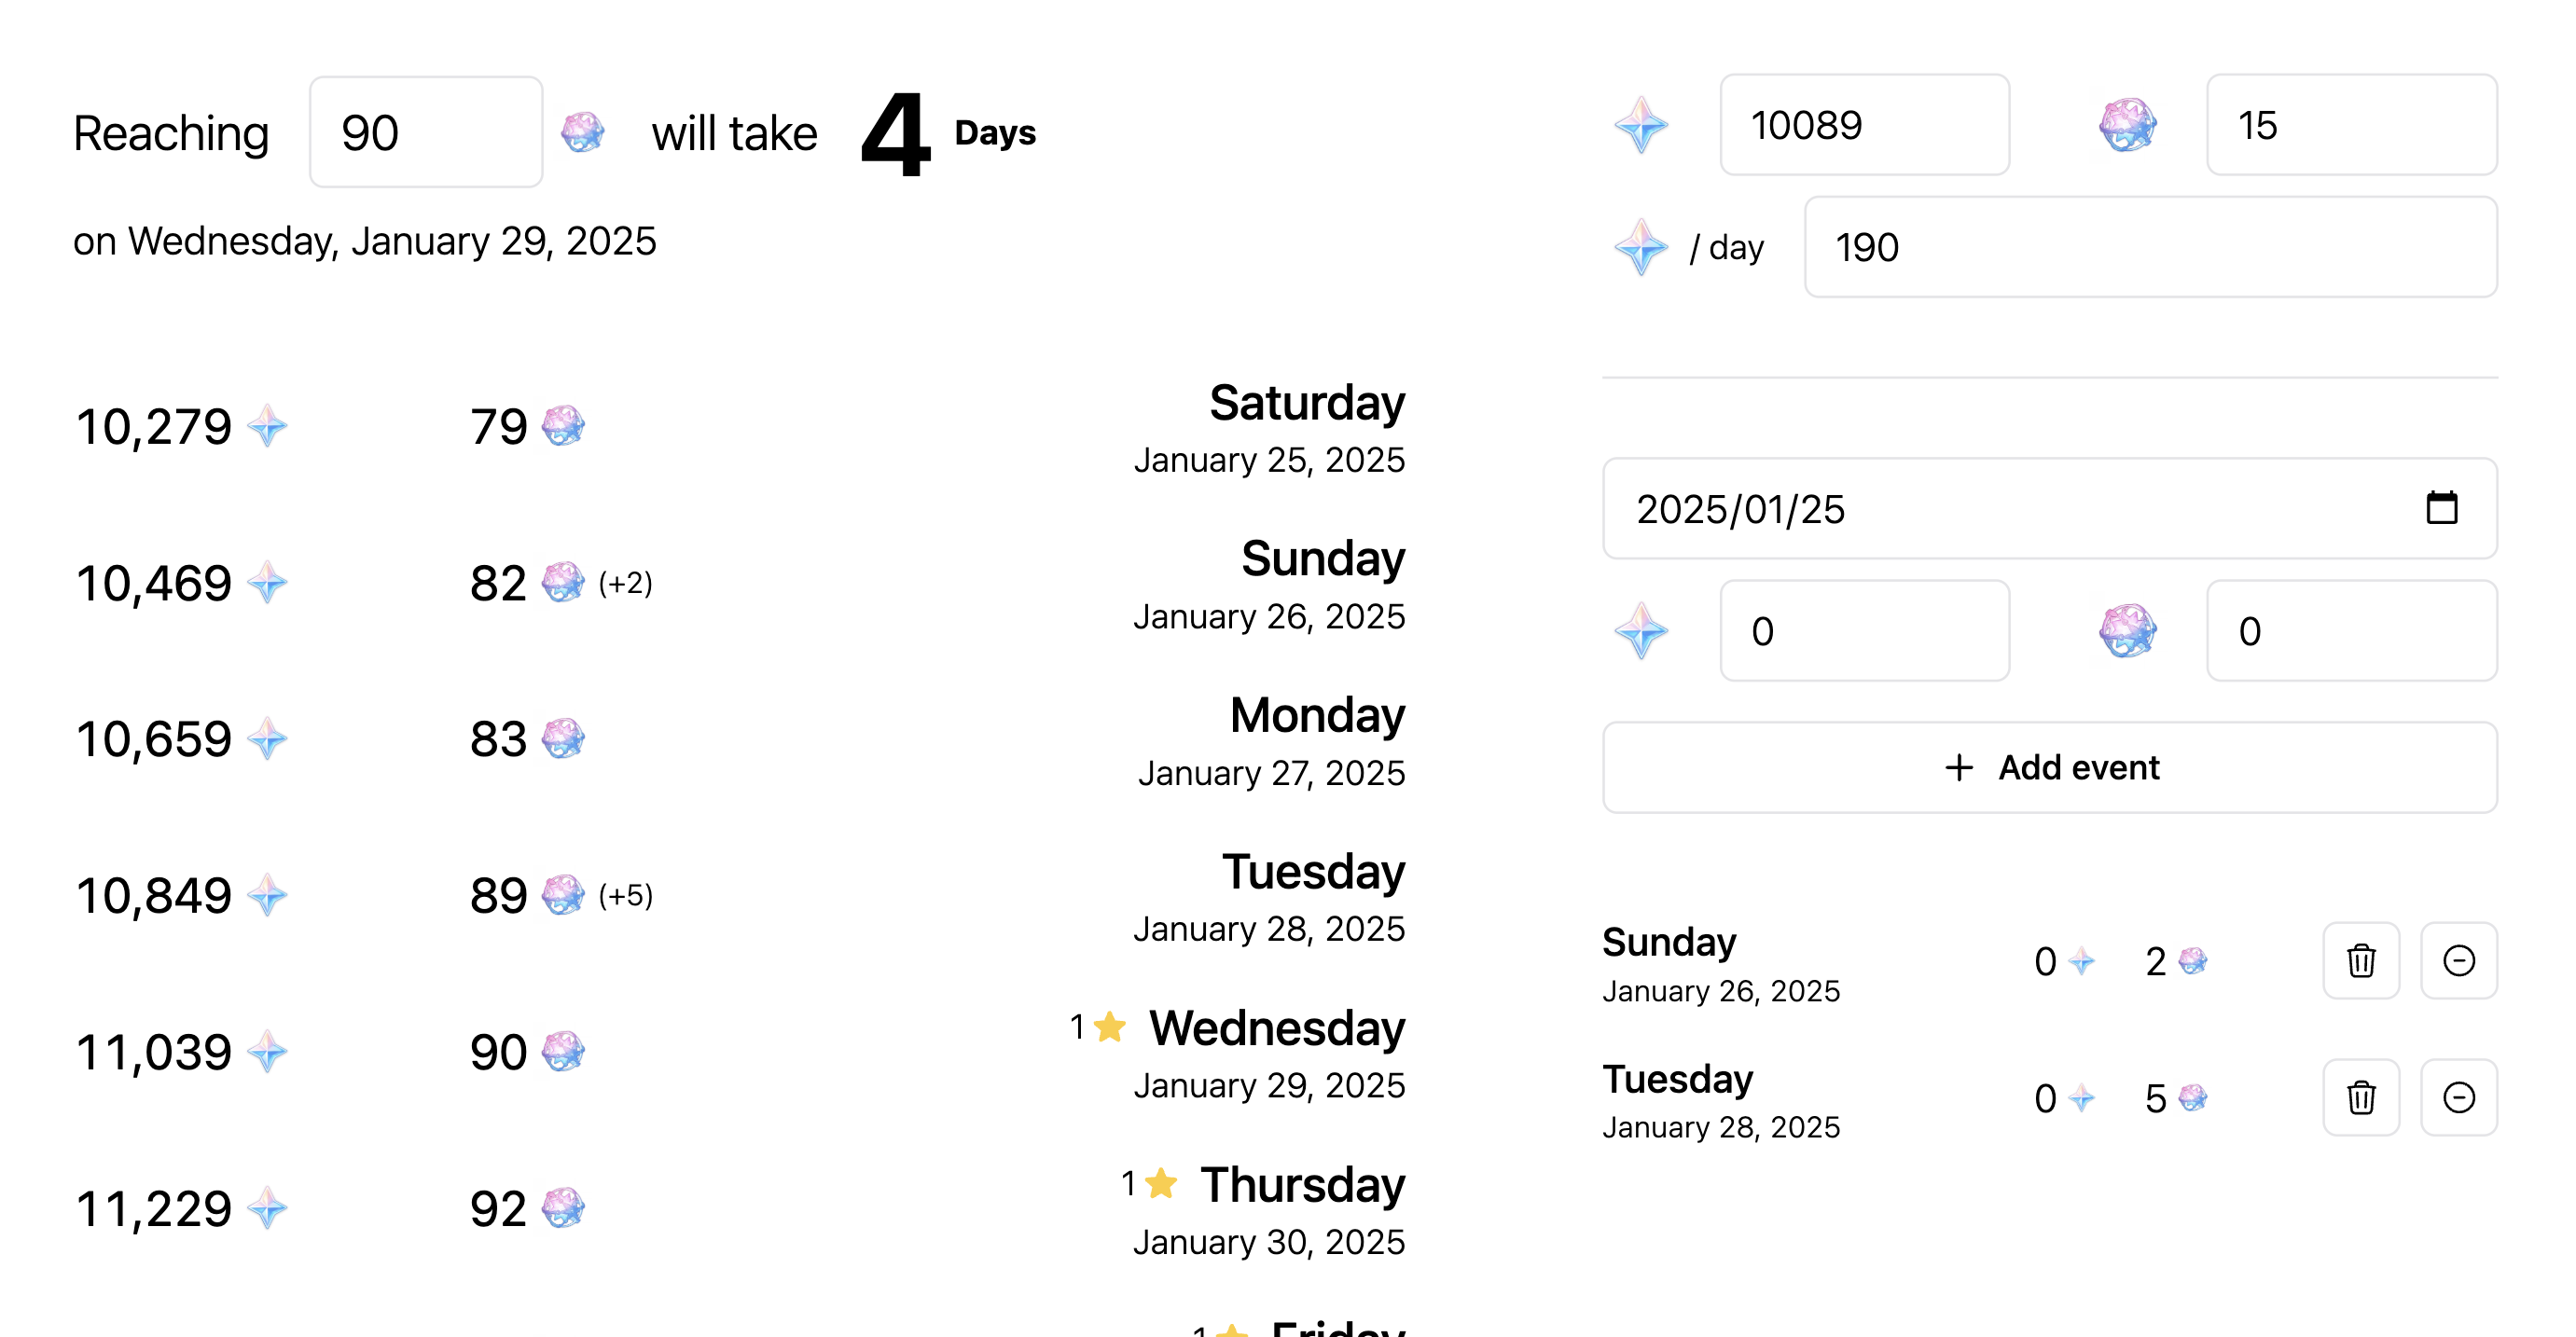 Reaching 90 will take 4 Days
on Wednesday, January 29, 2025
10,279 79 Saturday
January 25, 2025
10,469 82 (+2) Sunday
January 26, 2025
10,659 83 Monday
January 27, 2025
10,849 89 (+5) Tuesday
January 28, 2025
11,039 90 1 Wednesday
January 29, 2025
11,229 92 1 Thursday
January 30, 2025
1 Friday
10089 15
/ day 190
2025/01/25
0 0
+ Add event
Sunday 0 2
January 26, 2025
Tuesday 0 5
January 28, 2025